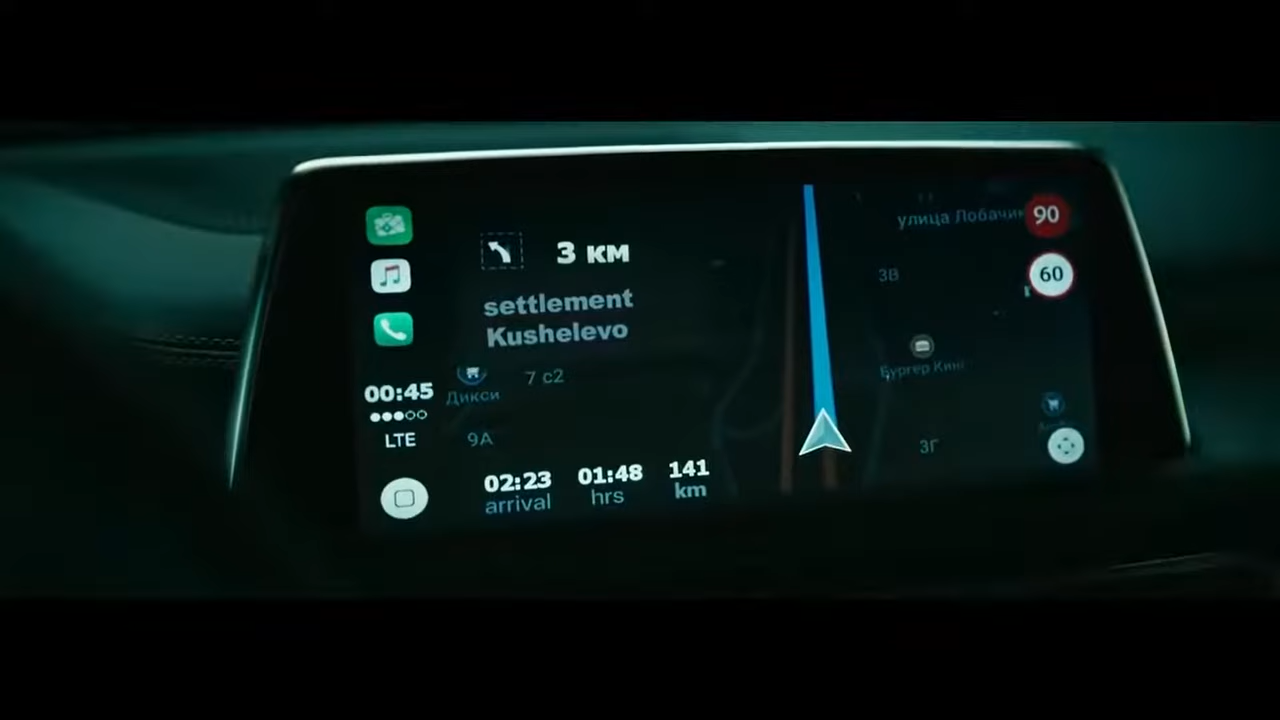 3 км
settlement
Kushelevo
00:45
LTE
Дикси
7 с2
9А
02:23 01:48 141
arrival hrs km
улица Лобачик
90
3В
60
Бургер Кинг
3Г